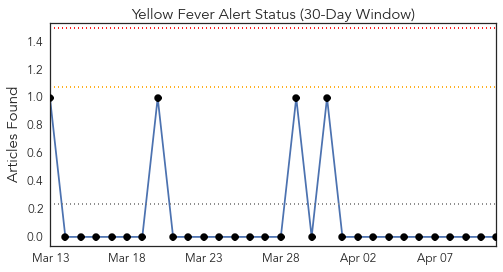 Yellow Fever Alert Status (30-Day Window)
Articles Found
1.4
1.2
1.0
0.8
0.6
0.4
0.2
0.0
Mar 13 Mar 18 Mar 23 Mar 28 Apr 02 Apr 07